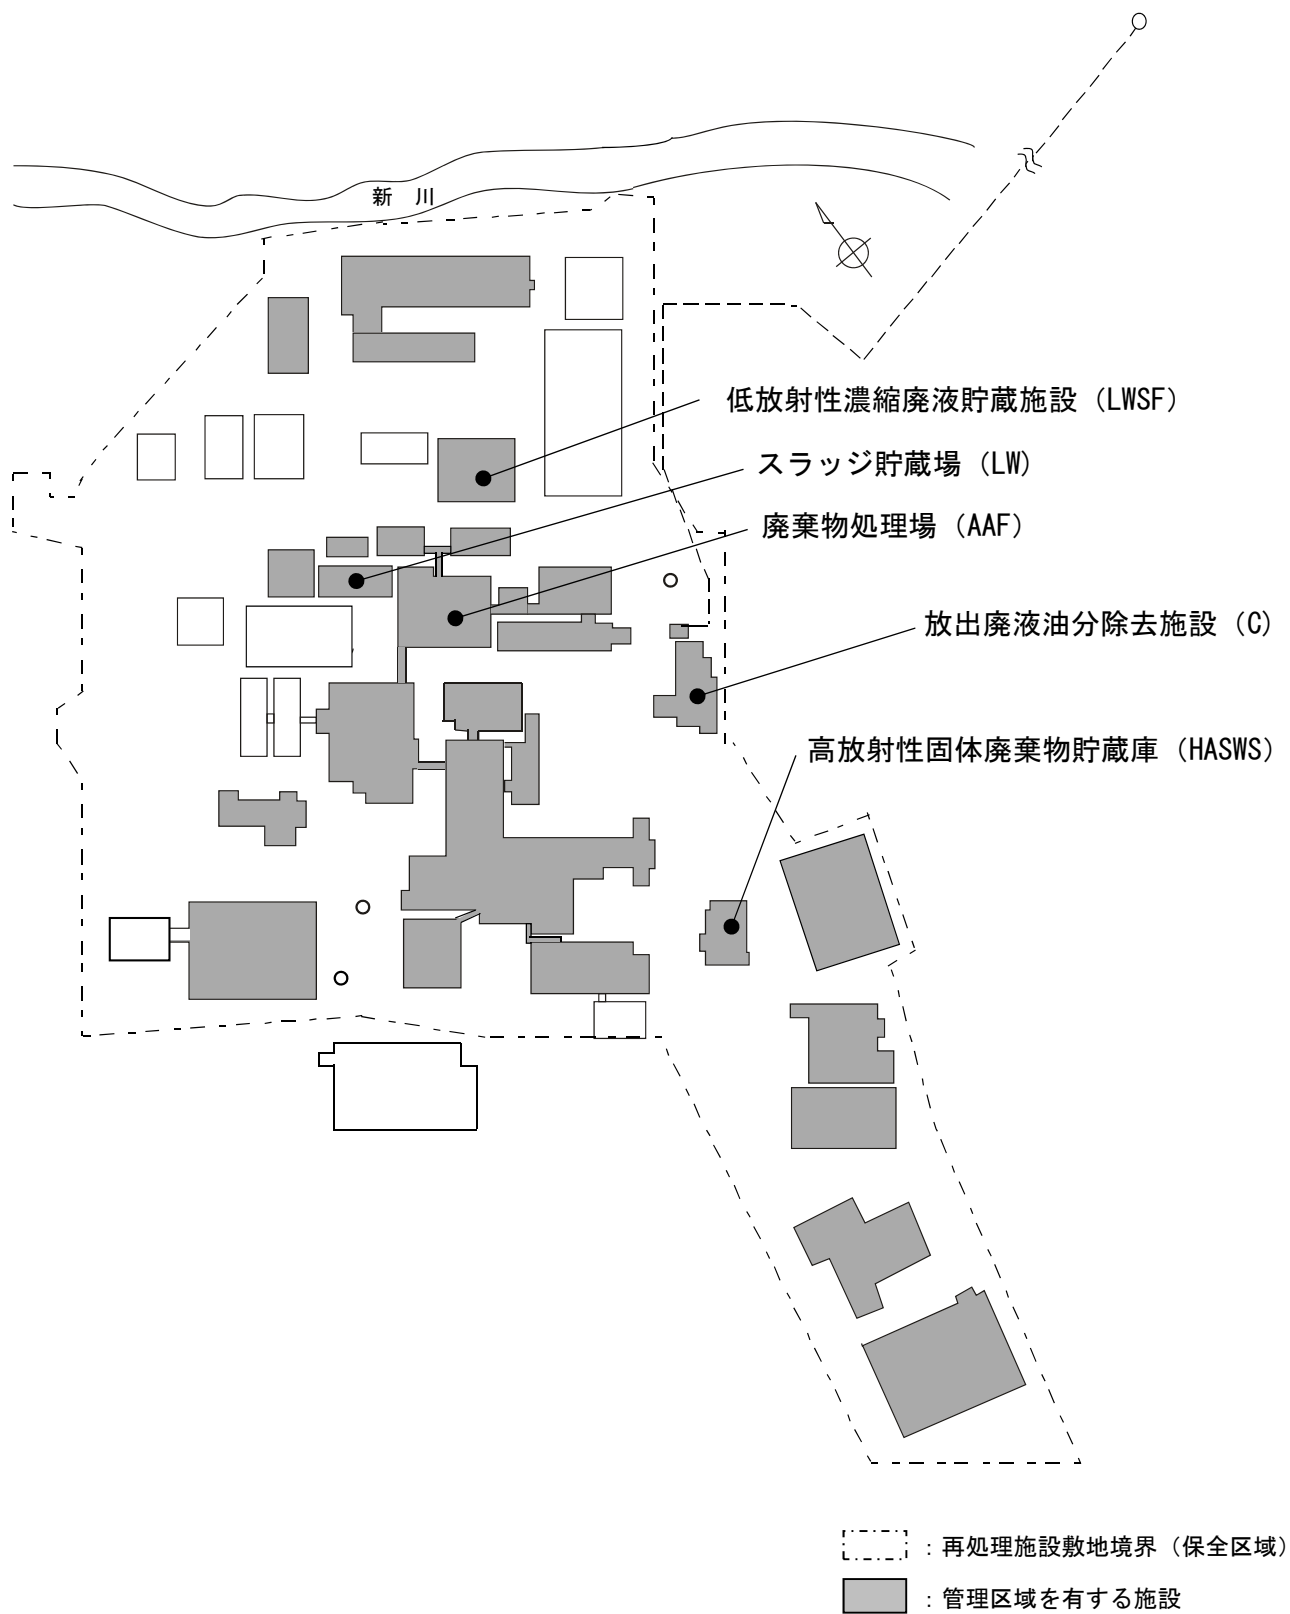 新 川
低放射性濃縮廃液貯蔵施設（LWSF）
スラッジ貯蔵場（LW）
廃棄物処理場（AAF）
放出廃液油分除去施設（C）
高放射性固体廃棄物貯蔵庫（HASWS）
：再処理施設敷地境界（保全区域）
：管理区域を有する施設